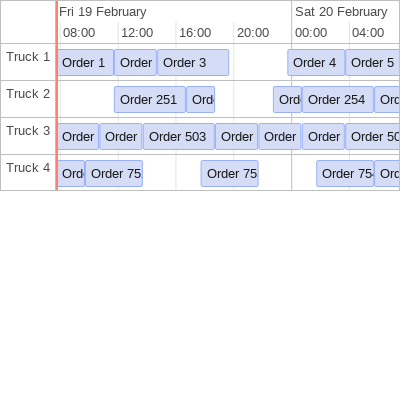 Fri 19 February Sat 20 February
08:00 12:00 16:00 20:00 00:00 04:00
Truck 1 Order 1 Order Order 3 Order 4 Order 5
Truck 2 Order 251 Ord Ord Order 254 Ord
Truck 3 Order Order Order 503 Order Order Order Order 50
Truck 4 Ord Order 75 Order 75 Order 75 Ord